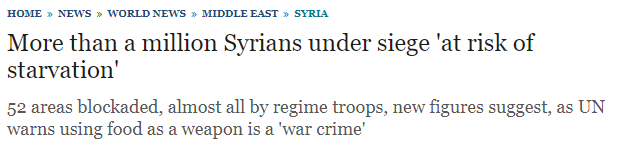 HOME » NEWS » WORLD NEWS » MIDDLE EAST » SYRIA
More than a million Syrians under siege 'at risk of
starvation'
52 areas blockaded, almost all by regime troops, new figures suggest, as UN
warns using food as a weapon is a 'war crime'